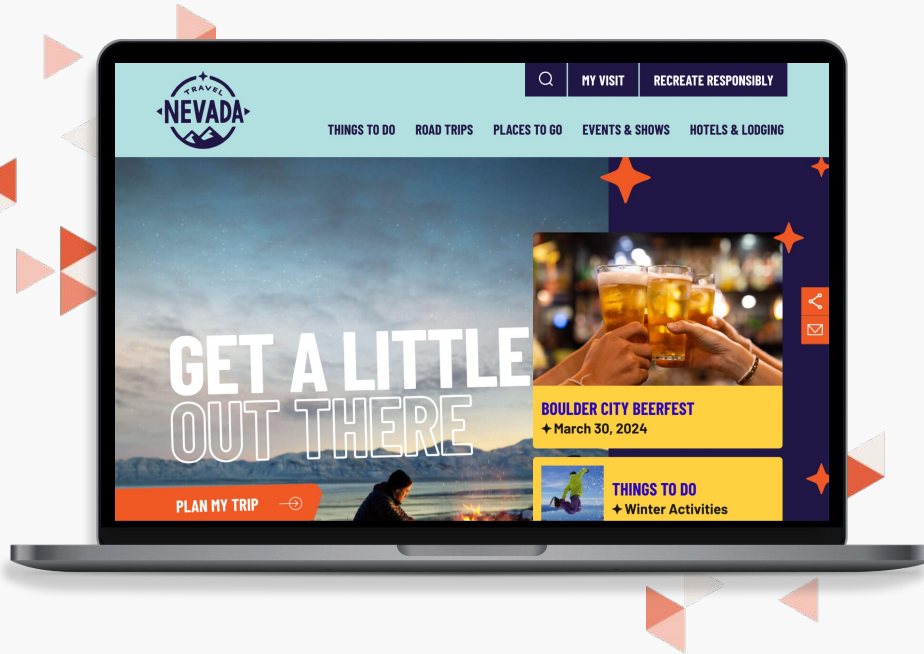 MY VISIT
RECREATE RESPONSIBLY
TRAVEL
NEVADA
THINGS TO DO
ROAD TRIPS
PLACES TO GO
EVENTS & SHOWS
HOTELS & LODGING
GET A LITTLE
OUT THERE
PLAN MY TRIP
BOULDER CITY BEERFEST
March 30, 2024
THINGS TO DO
Winter Activities